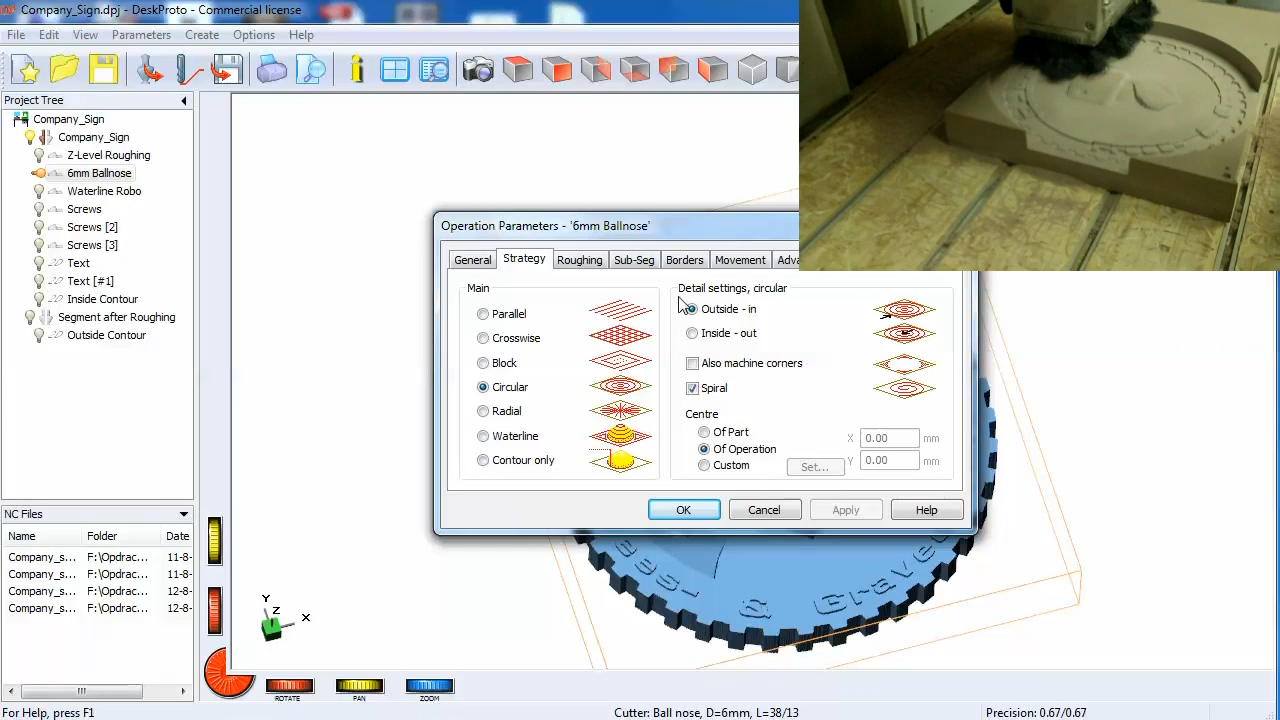 Company_Sign.dpj - DeskProto - Commercial license
File Edit View Parameters Create Options Help
Project Tree
Company_Sign
Company_Sign
Z-Level Roughing
6mm Ballnose
Waterline Robo
Screws
Screws [2]
Screws [3]
Text
Text [#1]
Inside Contour
Segment after Roughing
Outside Contour
NC Files
Name Folder Date
Company_s... F:\Opdrac... 11-8-
Company_s... F:\Opdrac... 11-8-
Company_s... F:\Opdrac... 12-8-
Company_s... F:\Opdrac... 12-8-
Operation Parameters - '6mm Ballnose'
General Strategy Roughing Sub-Seg Borders Movement Adva
Main
Parallel
Crosswise
Block
Circular
Radial
Waterline
Contour only
Detail settings, circular
Outside - in
Inside - out
Also machine corners
Spiral
Centre
Of Part
Of Operation
Custom
Set...
X 0.00 mm
Y 0.00 mm
OK Cancel Apply Help
& Grave
Y
Z
X
ROTATE PAN ZOOM
For Help, press F1
Cutter: Ball nose, D=6mm, L=38/13
Precision: 0.67/0.67